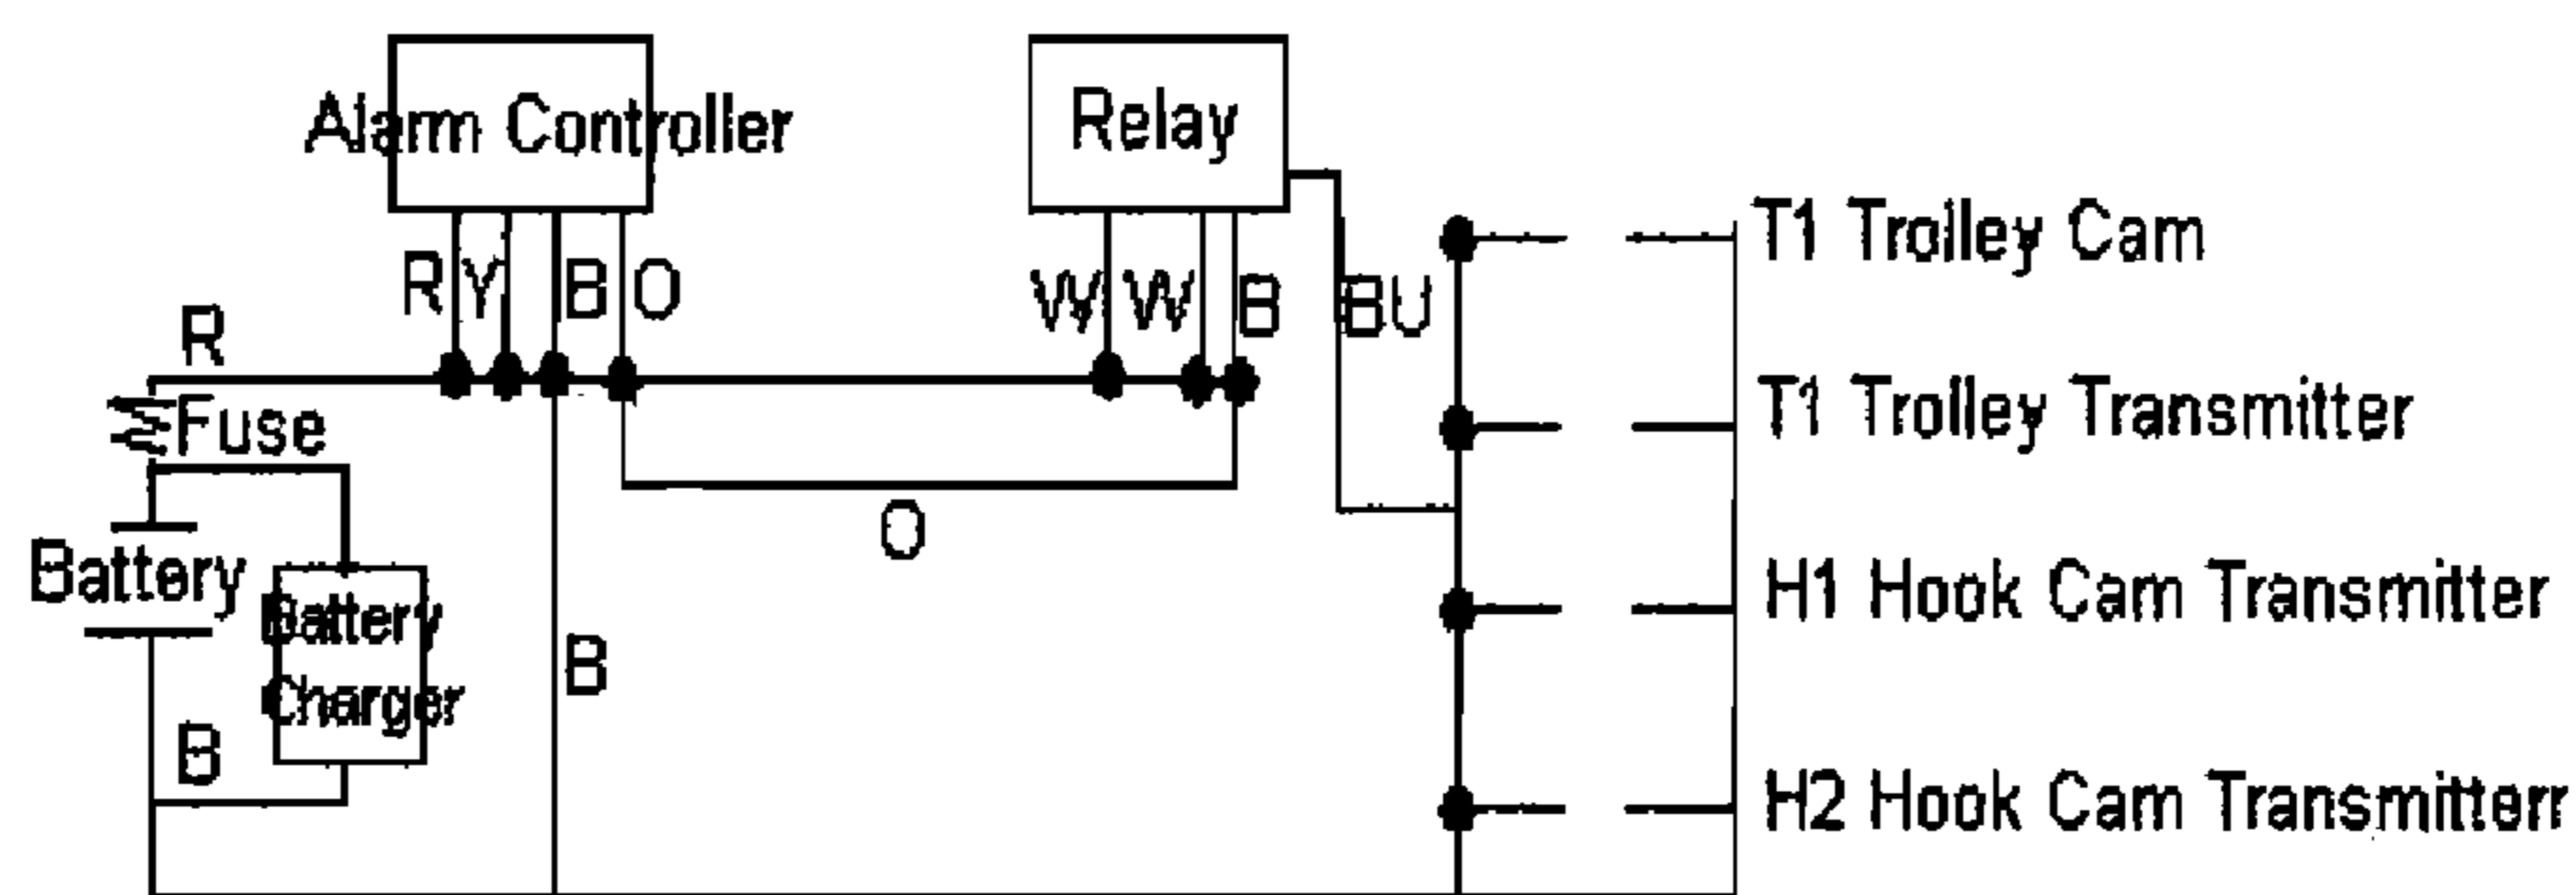 Alarm Controller
Relay
T1 Trolley Cam
R Y B O
W W B BU
R
T1 Trolley Transmitter
Fuse
O
Battery
Battery
Charger
H1 Hook Cam Transmitter
B
B
H2 Hook Cam Transmitterr